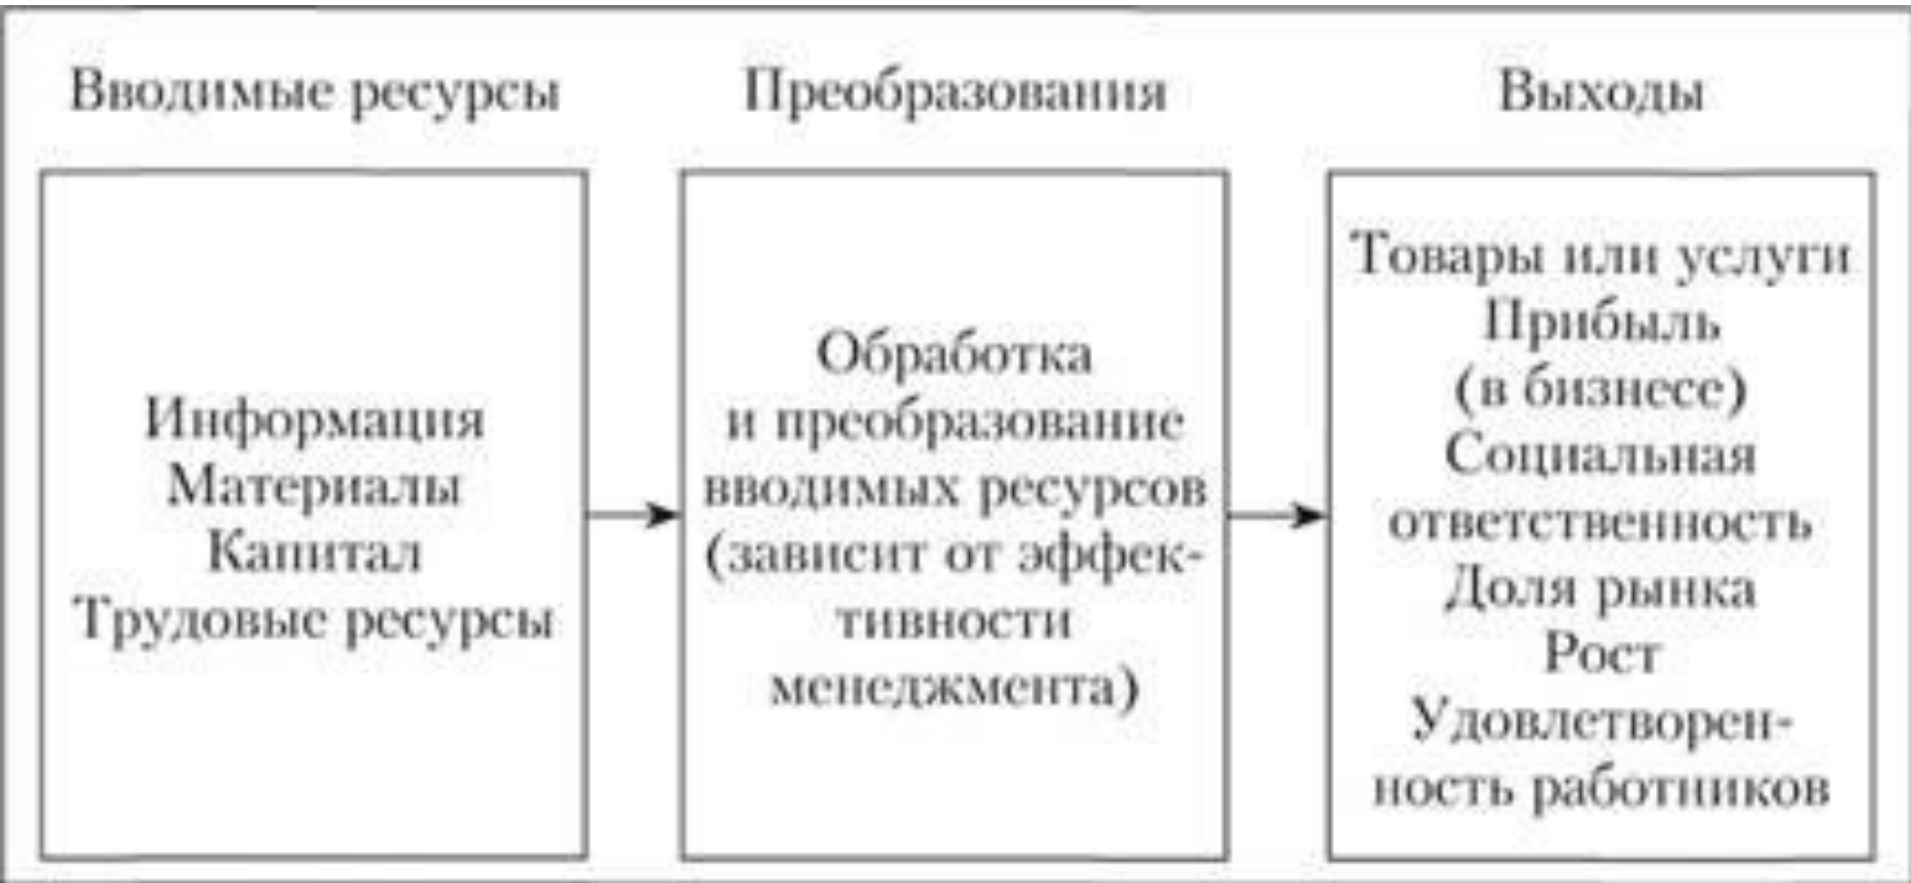 Вводимые ресурсы
Информация
Материалы
Капитал
Трудовые ресурсы
Преобразования
Обработка
и преобразование
вводимых ресурсов
(зависит от эффек-
тивности
менеджмента)
Выходы
Товары или услуги
Прибыль
(в бизнесе)
Социальная
ответственность
Доля рынка
Рост
Удовлетворен-
ность работников